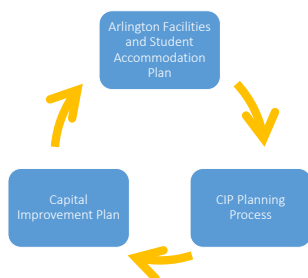 Arlington Facilities
and Student
Accommodation
Plan
Capital
Improvement Plan
CIP Planning
Process